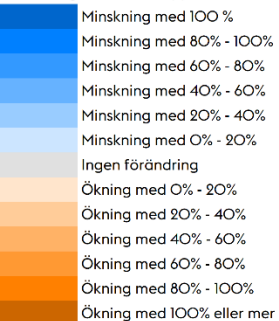 Minskning med 100 %
Minskning med 80% - 100%
Minskning med 60% - 80%
Minskning med 40% - 60%
Minskning med 20% - 40%
Minskning med 0% - 20%
Ingen förändring
Ökning med 0% - 20%
Ökning med 20% - 40%
Ökning med 40% - 60%
Ökning med 60% - 80%
Ökning med 80% - 100%
Ökning med 100% eller mer